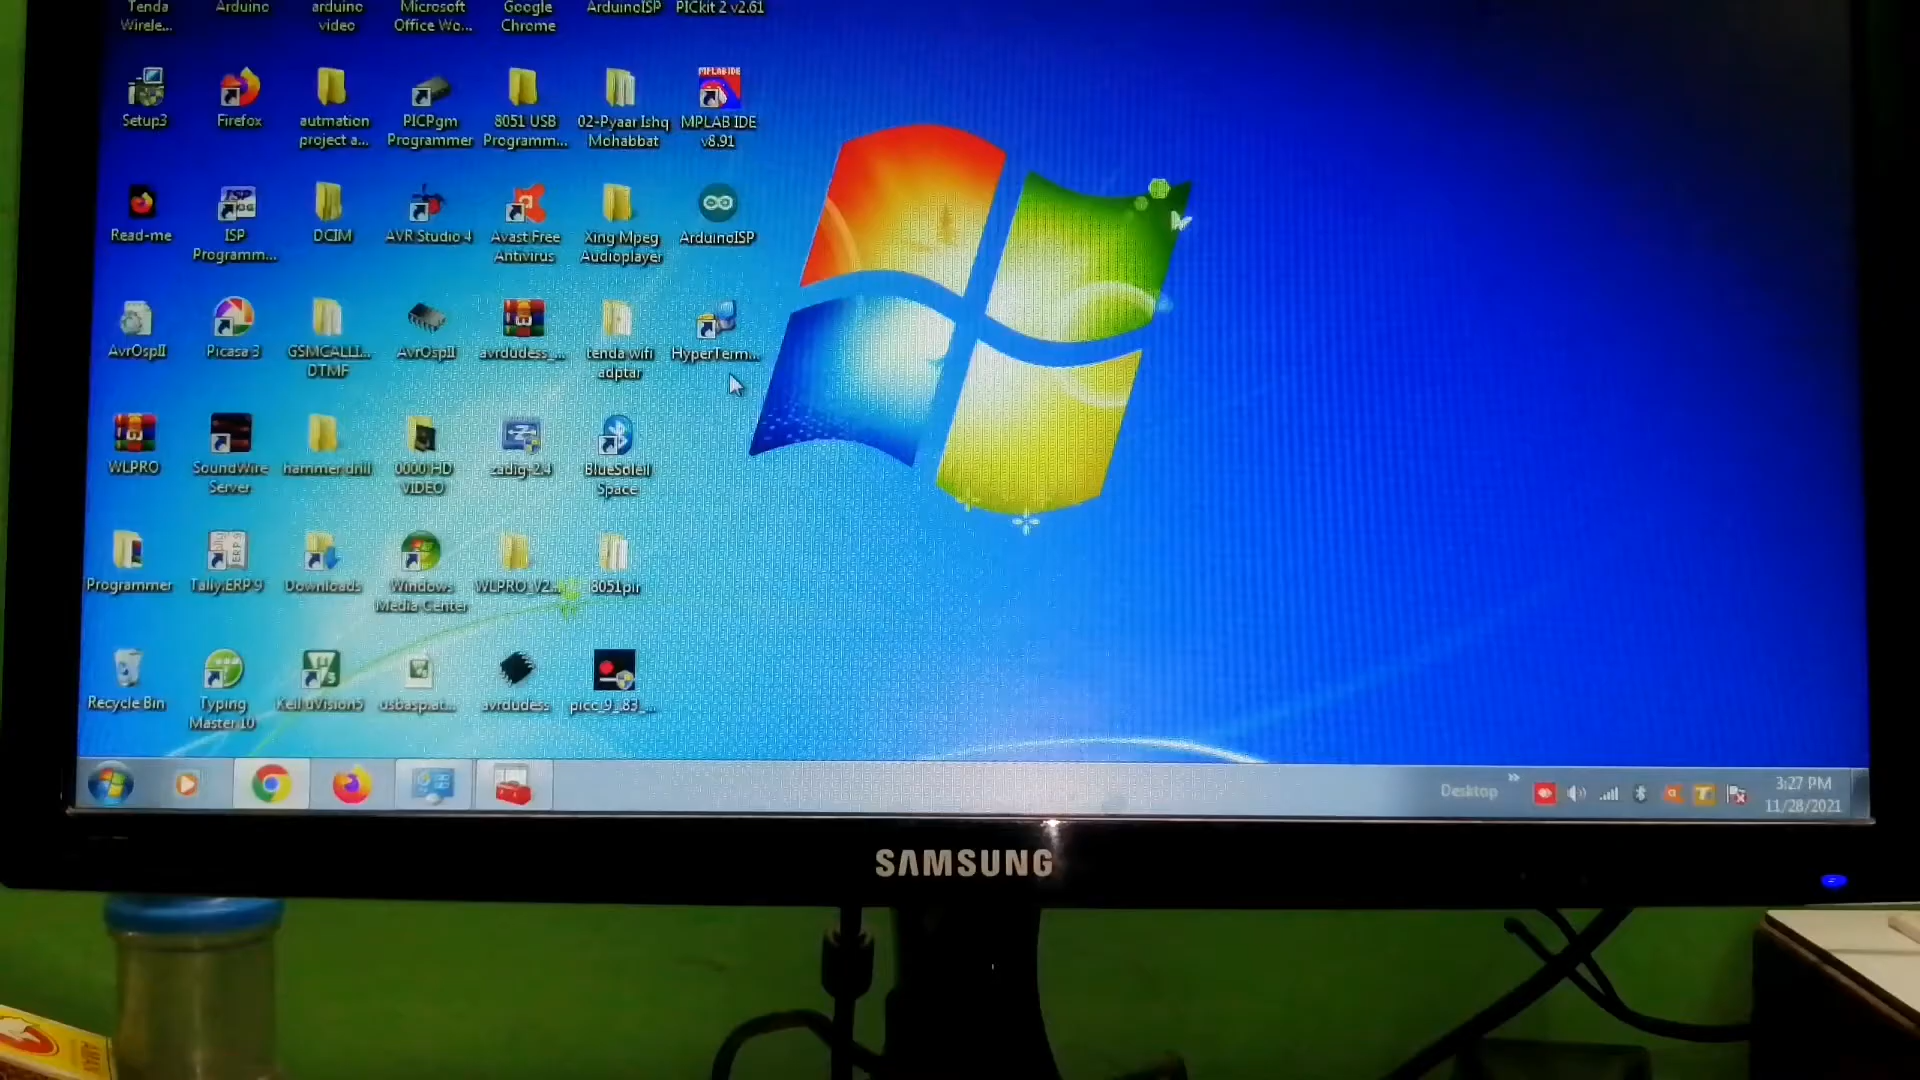 Tenda
Wirele...
Arduino
arduino
video
Microsoft
Office Wo...
Google
Chrome
ArduinoISP
PICkit 2 v2.61
Setup3
Firefox
autmation
project a...
PICPgm
Programmer
8051 USB
Programm...
02-Pyaar Ishq
Mohabbat
MPLAB IDE
MPLAB IDE
v8.91
Read-me
ISP
ISP
Programm...
DCIM
AVR Studio 4
Avast Free
Antivirus
Xing Mpeg
Audioplayer
ArduinoISP
AvrOspII
Picasa 3
GSMCALLI...
DTMF
AvrOspII
avrdudess_...
tenda wifi
adptar
HyperTerm...
WLPRO
SoundWire
Server
hammer drill
0000 HD
VIDEO
zadig-2.4
BlueSoleil
Space
Programmer
Tally.ERP 9
Downloads
Windows
Media Center
WLPRO_V2...
8051pir
Recycle Bin
Typing
Master 10
Keil uVision5
usbasp.at...
avrdudess
picc_9_83_...
Desktop
3:27 PM
11/28/2021
SAMSUNG